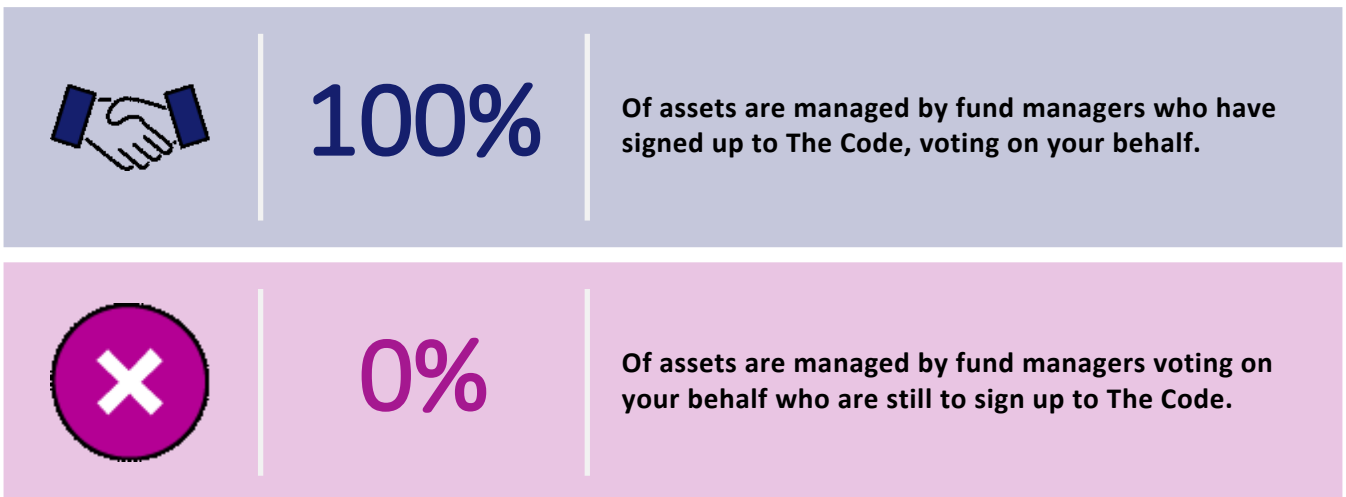 100%
Of assets are managed by fund managers who have
signed up to The Code, voting on your behalf.
0%
Of assets are managed by fund managers voting on
your behalf who are still to sign up to The Code.